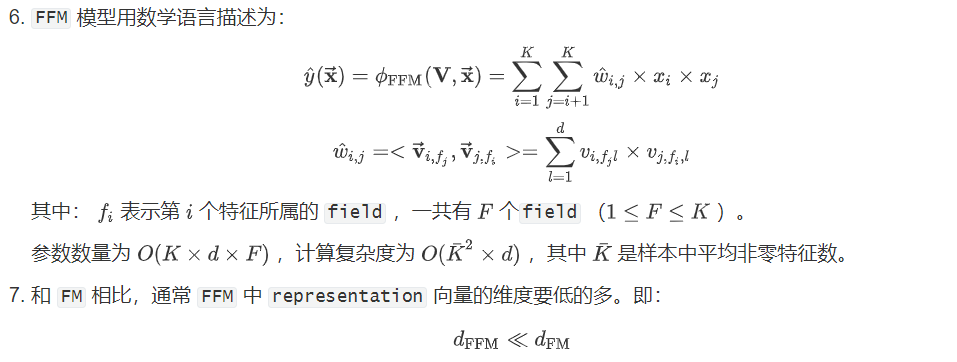 6. FFM 模型用数学语言描述为：
$\hat{y}(\vec{\mathbf{x}}) = \phi_{\text{FFM}}(\mathbf{V}, \vec{\mathbf{x}}) = \sum_{i=1}^{K} \sum_{j=i+1}^{K} \hat{w}_{i,j} \times x_i \times x_j$
$\hat{w}_{i,j} = <\vec{\mathbf{v}}_{i,f_j}, \vec{\mathbf{v}}_{j,f_i}> = \sum_{l=1}^{d} v_{i,f_j l} \times v_{j,f_i,l}$
其中： $f_i$ 表示第 $i$ 个特征所属的 field ，一共有 $F$ 个field （$1 \le F \le K$ ）。
参数数量为 $O(K \times d \times F)$ ，计算复杂度为 $O(\bar{K}^2 \times d)$ ，其中 $\bar{K}$ 是样本中平均非零特征数。
7. 和 FM 相比，通常 FFM 中 representation 向量的维度要低的多。即：
$d_{\text{FFM}} \ll d_{\text{FM}}$